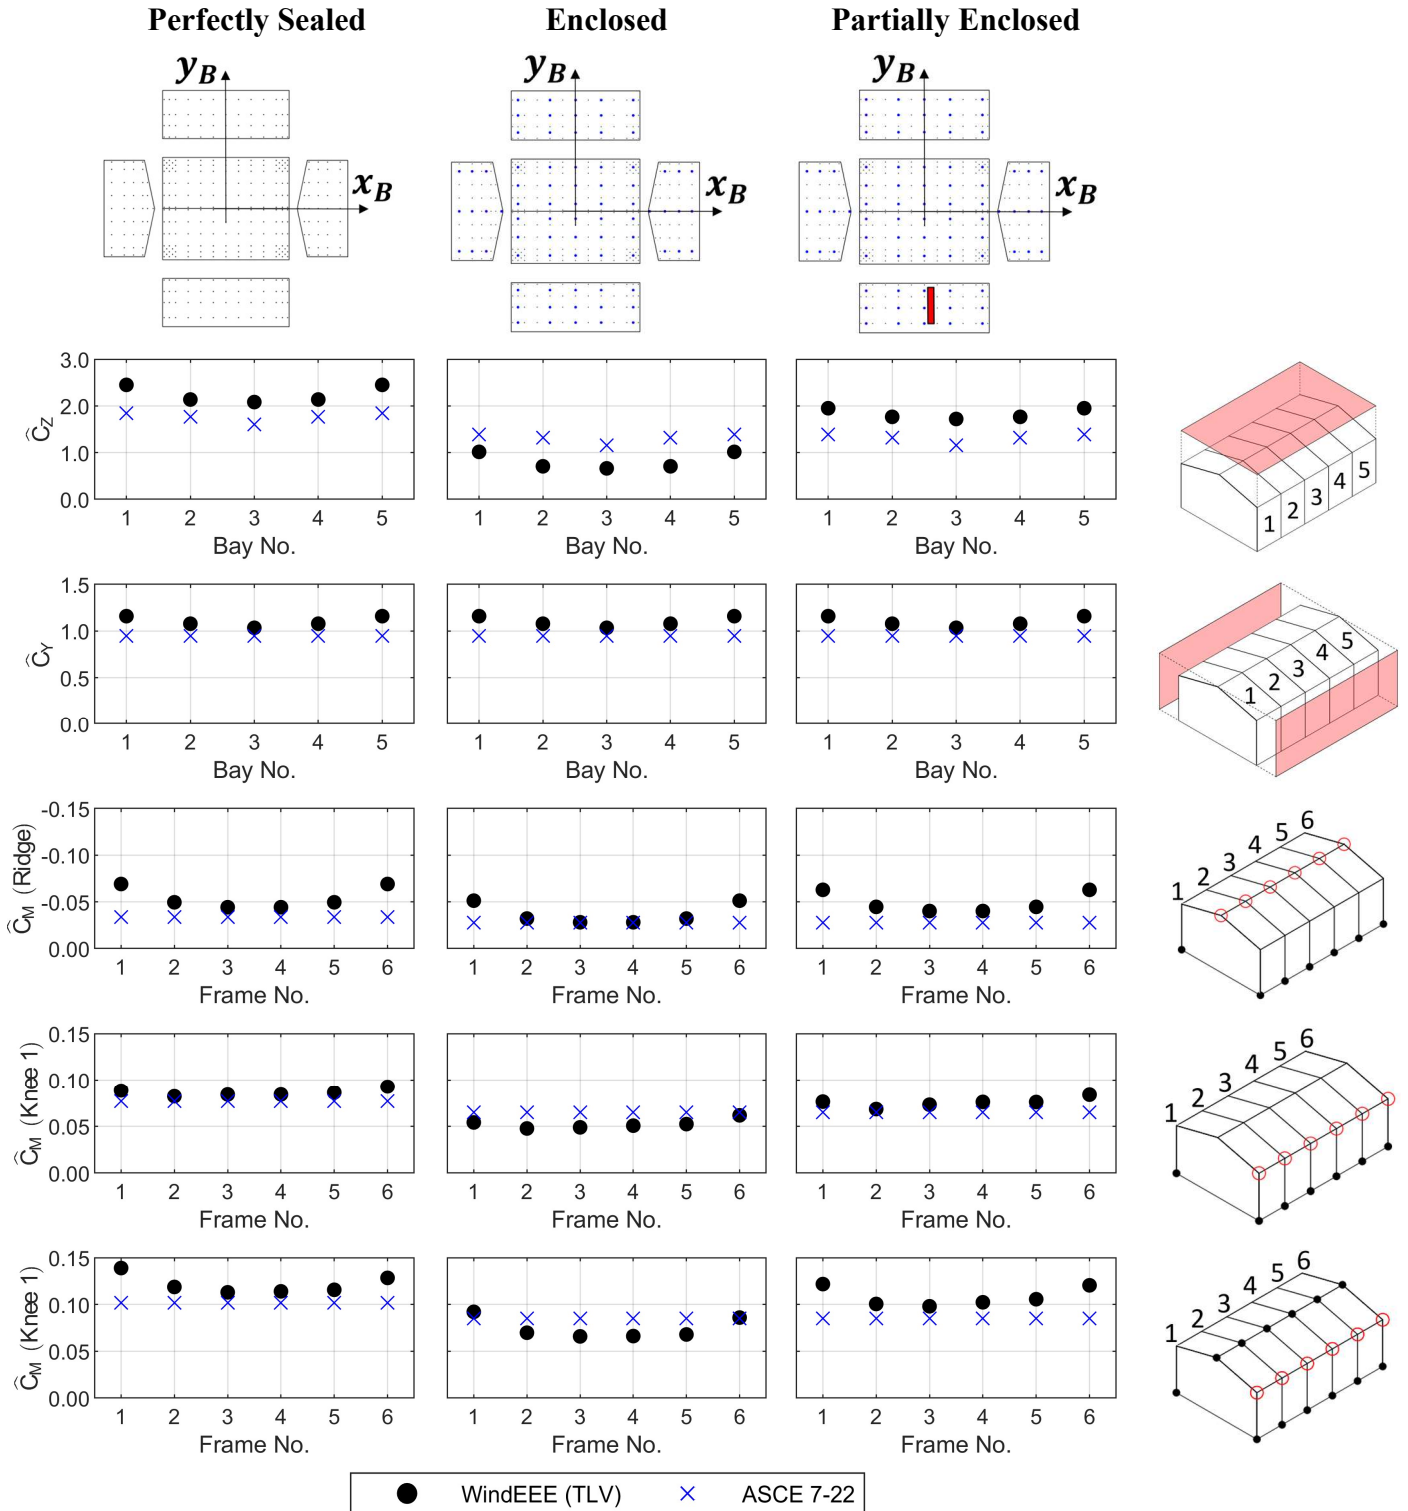 Perfectly Sealed Enclosed Partially Enclosed
y_B y_B y_B
x_B x_B x_B
3.0
2.0
1.0
0.0
Ĉ_Z
1 2 3 4 5 1 2 3 4 5 1 2 3 4 5
Bay No. Bay No. Bay No.
1 2 3 4 5
1.5
1.0
0.5
0.0
Ĉ_Y
1 2 3 4 5 1 2 3 4 5 1 2 3 4 5
Bay No. Bay No. Bay No.
1 2 3 4 5
-0.15
-0.10
-0.05
0.00
Ĉ_M (Ridge)
1 2 3 4 5 6 1 2 3 4 5 6 1 2 3 4 5 6
Frame No. Frame No. Frame No.
1 2 3 4 5 6
0.15
0.10
0.05
0.00
Ĉ_M (Knee 1)
1 2 3 4 5 6 1 2 3 4 5 6 1 2 3 4 5 6
Frame No. Frame No. Frame No.
1 2 3 4 5 6
0.15
0.10
0.05
0.00
Ĉ_M (Knee 1)
1 2 3 4 5 6 1 2 3 4 5 6 1 2 3 4 5 6
Frame No. Frame No. Frame No.
1 2 3 4 5 6
WindEEE (TLV) ASCE 7-22